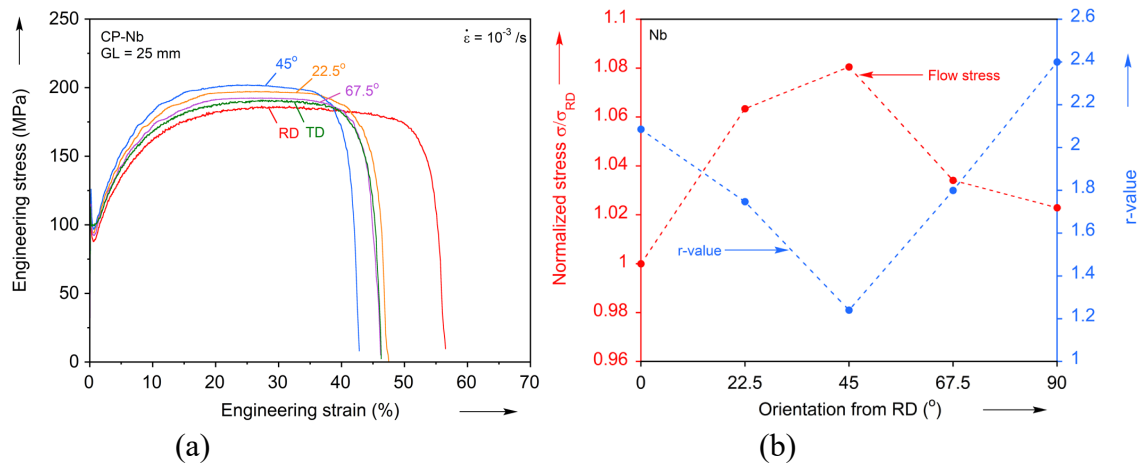 250
200
150
100
50
0
Engineering stress (MPa)
CP-Nb
GL = 25 mm
ε̇ = 10⁻³ /s
45°
22.5°
67.5°
RD
TD
0 10 20 30 40 50 60 70
Engineering strain (%)
(a)
1.1
1.08
1.06
1.04
1.02
1
0.98
0.96
Normalized stress σ/σRD
Nb
Flow stress
r-value
2.6
2.4
2.2
2
1.8
1.6
1.4
1.2
1
r-value
0 22.5 45 67.5 90
Orientation from RD (°)
(b)